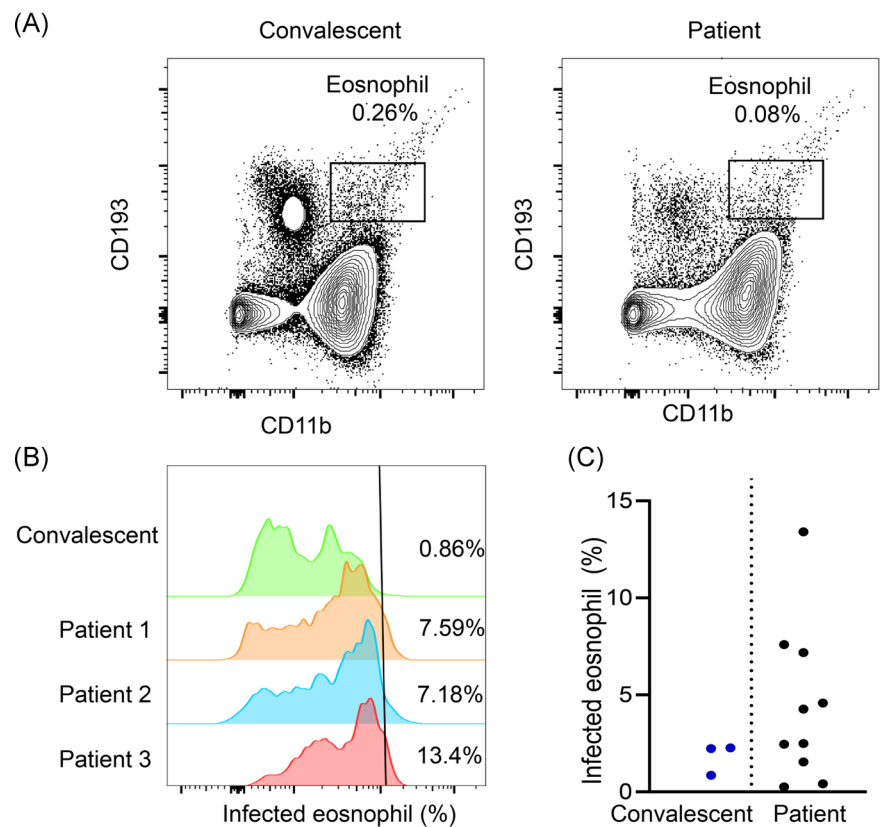 (A)
Convalescent
Patient
Eosnophil
0.26%
Eosnophil
0.08%
CD193
CD193
CD11b
CD11b
(B)
(C)
Convalescent
0.86%
Patient 1
7.59%
Patient 2
7.18%
Patient 3
13.4%
Infected eosnophil (%)
Infected eosnophil (%)
15
10
5
0
Convalescent
Patient